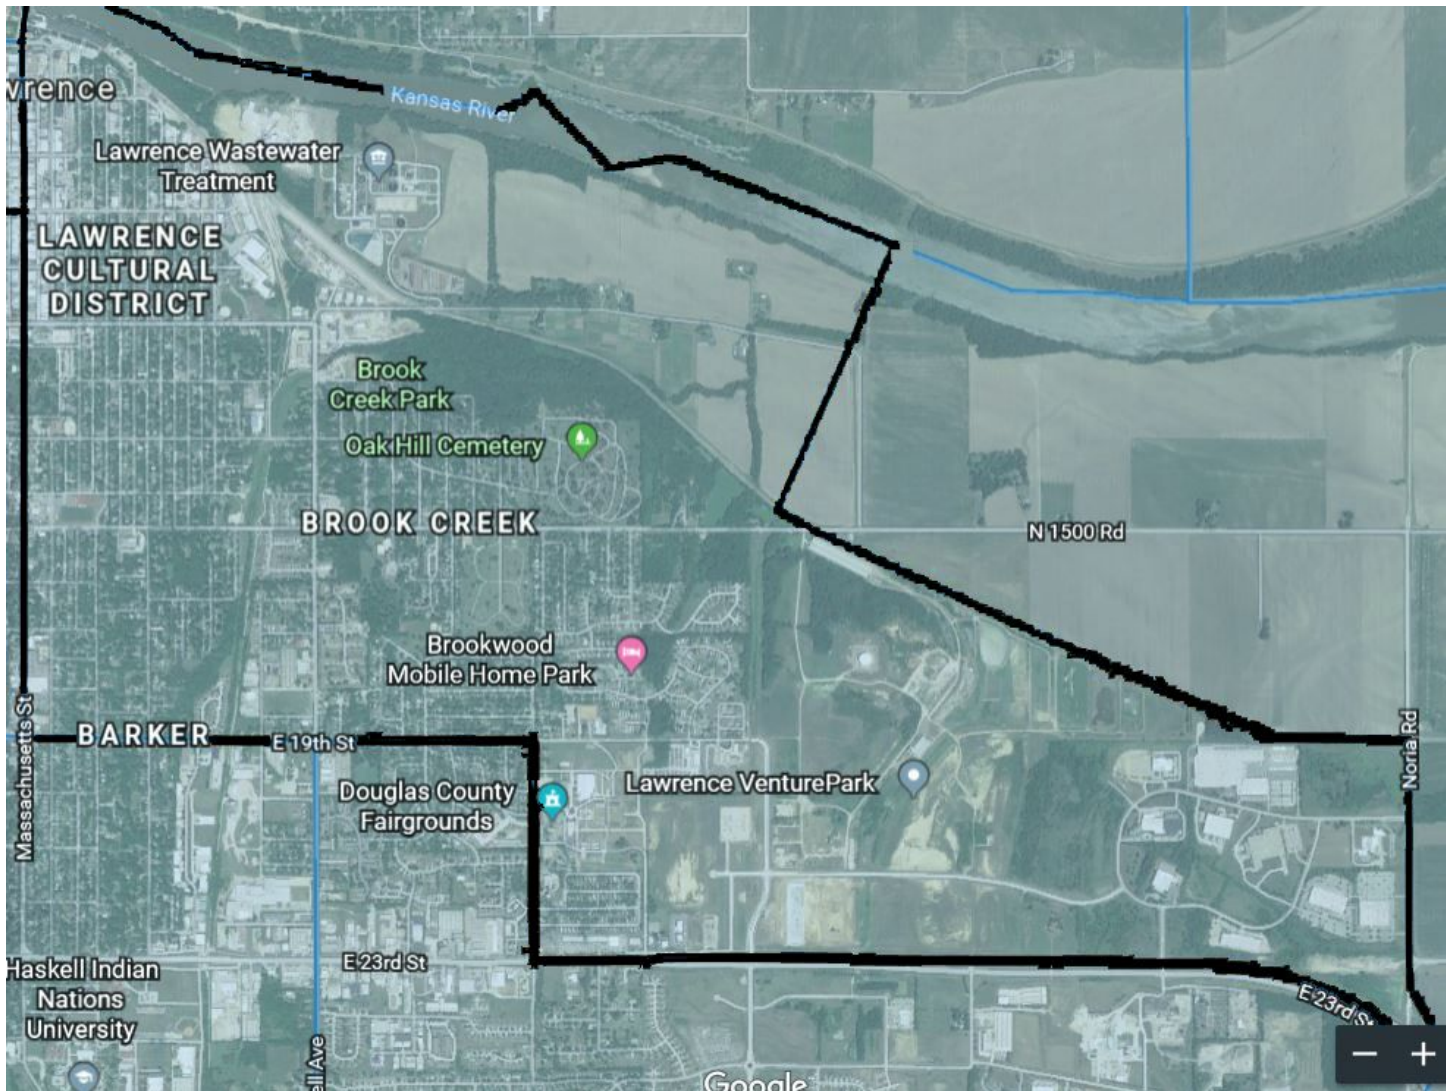 Kansas River
Lawrence Wastewater
Treatment
LAWRENCE
CULTURAL
DISTRICT
Brook
Creek Park
Oak Hill Cemetery
BROOK CREEK
N 1500 Rd
Brookwood
Mobile Home Park
Massachusetts St
BARKER
E 19th St
Noria Rd
Douglas County
Fairgrounds
Lawrence VenturePark
E 23rd St
Haskell Indian
Nations
University
E 23rd St
Google